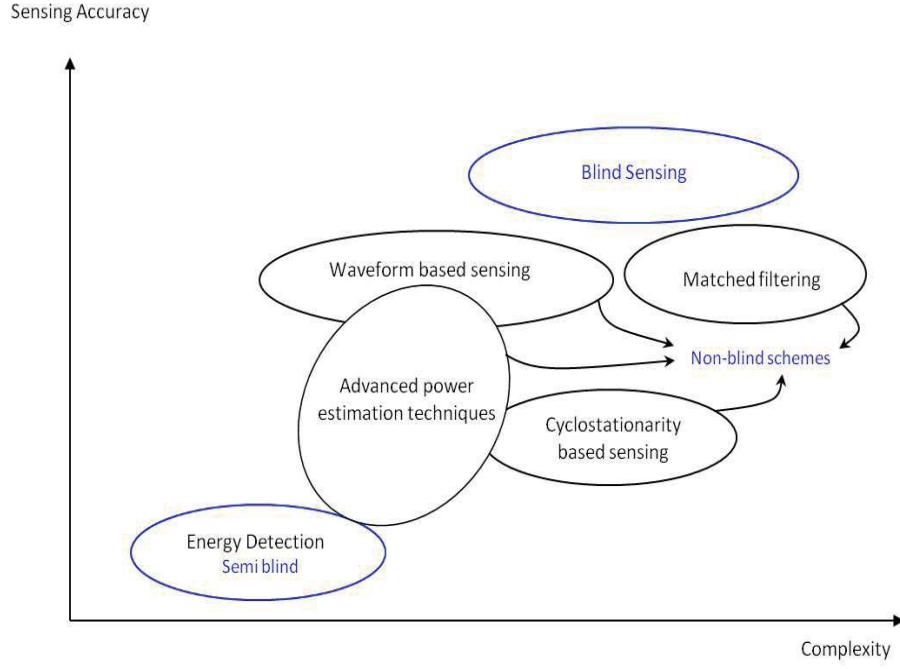 Sensing Accuracy
Blind Sensing
Waveform based sensing
Matched filtering
Non-blind schemes
Advanced power
estimation techniques
Cyclostationarity
based sensing
Energy Detection
Semi blind
Complexity